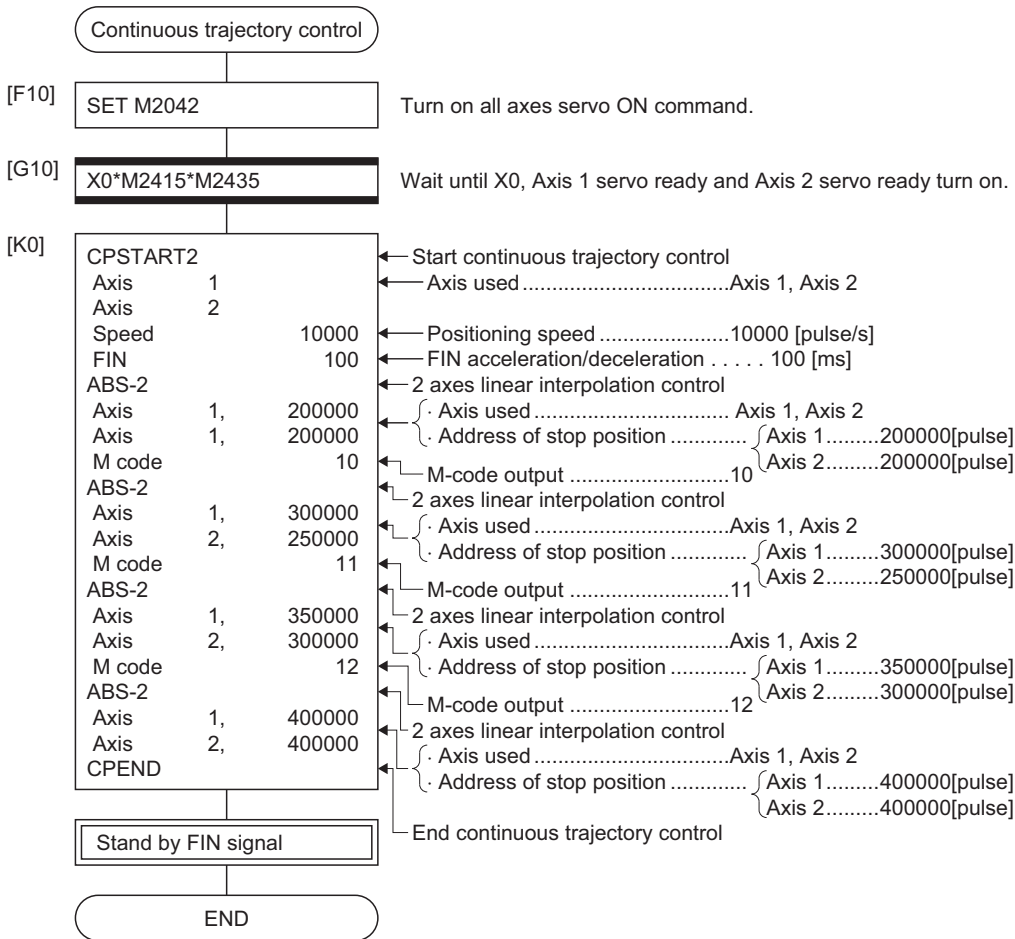 Continuous trajectory control
[F10]
SET M2042
Turn on all axes servo ON command.
[G10]
X0*M2415*M2435
Wait until X0, Axis 1 servo ready and Axis 2 servo ready turn on.
[K0]
CPSTART2
Start continuous trajectory control
Axis 1
Axis used.................................Axis 1, Axis 2
Axis 2
Speed 10000
Positioning speed ......................10000 [pulse/s]
FIN 100
FIN acceleration/deceleration . . . . . 100 [ms]
ABS-2
2 axes linear interpolation control
Axis 1, 200000
· Axis used ................................. Axis 1, Axis 2
Axis 1, 200000
· Address of stop position .............
Axis 1.........200000[pulse]
Axis 2.........200000[pulse]
M code 10
M-code output ...........................10
ABS-2
2 axes linear interpolation control
Axis 1, 300000
· Axis used.................................Axis 1, Axis 2
Axis 2, 250000
· Address of stop position .............
Axis 1.........300000[pulse]
Axis 2.........250000[pulse]
M code 11
M-code output ...........................11
ABS-2
2 axes linear interpolation control
Axis 1, 350000
· Axis used.................................Axis 1, Axis 2
Axis 2, 300000
· Address of stop position .............
Axis 1.........350000[pulse]
Axis 2.........300000[pulse]
M code 12
M-code output ...........................12
ABS-2
2 axes linear interpolation control
Axis 1, 400000
· Axis used.................................Axis 1, Axis 2
Axis 2, 400000
· Address of stop position .............
Axis 1.........400000[pulse]
Axis 2.........400000[pulse]
CPEND
End continuous trajectory control
Stand by FIN signal
END